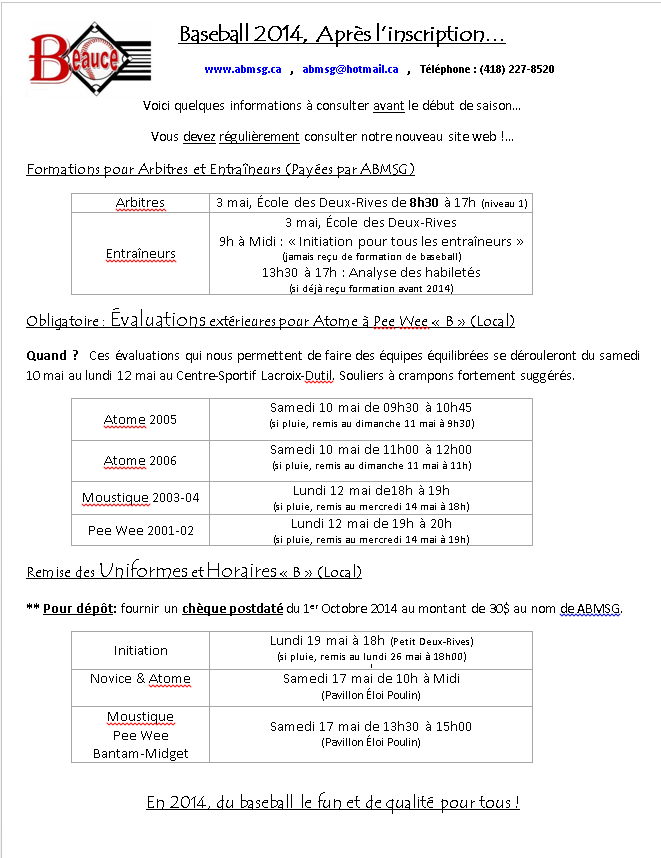 Beauce
Baseball 2014, Après l'inscription…
www.abmsg.ca , abmsg@hotmail.ca , Téléphone : (418) 227-8520
Voici quelques informations à consulter avant le début de saison…
Vous devez régulièrement consulter notre nouveau site web !…
Formations pour Arbitres et Entraîneurs (Payées par ABMSG)
Arbitres 3 mai, École des Deux-Rives de 8h30 à 17h (niveau 1)
3 mai, École des Deux-Rives
Entraîneurs 9h à Midi : « Initiation pour tous les entraîneurs »
(jamais reçu de formation de baseball)
13h30 à 17h : Analyse des habiletés
(si déjà reçu formation avant 2014)
Obligatoire : Évaluations extérieures pour Atome à Pee Wee « B » (Local)
Quand ? Ces évaluations qui nous permettent de faire des équipes équilibrées se dérouleront du samedi
10 mai au lundi 12 mai au Centre-Sportif Lacroix-Dutil. Souliers à crampons fortement suggérés.
Atome 2005 Samedi 10 mai de 09h30 à 10h45
(si pluie, remis au dimanche 11 mai à 9h30)
Atome 2006 Samedi 10 mai de 11h00 à 12h00
(si pluie, remis au dimanche 11 mai à 11h)
Moustique 2003-04 Lundi 12 mai de18h à 19h
(si pluie, remis au mercredi 14 mai à 18h)
Pee Wee 2001-02 Lundi 12 mai de 19h à 20h
(si pluie, remis au mercredi 14 mai à 19h)
Remise des Uniformes et Horaires « B » (Local)
** Pour dépôt: fournir un chèque postdaté du 1er Octobre 2014 au montant de 30$ au nom de ABMSG.
Initiation Lundi 19 mai à 18h (Petit Deux-Rives)
(si pluie, remis au lundi 26 mai à 18h00)
Novice & Atome Samedi 17 mai de 10h à Midi
(Pavillon Éloi Poulin)
Moustique
Pee Wee Samedi 17 mai de 13h30 à 15h00
Bantam-Midget (Pavillon Éloi Poulin)
En 2014, du baseball le fun et de qualité pour tous !